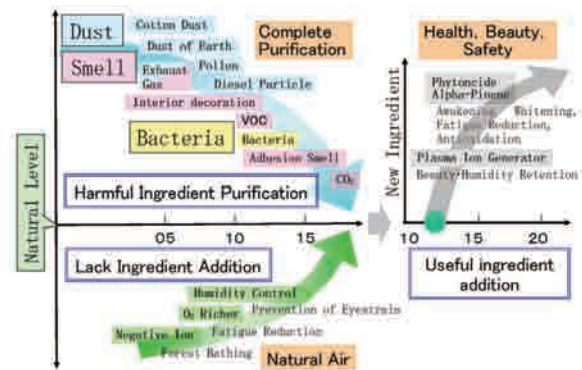 Dust
Cotton Dust
Complete
Purification
Dust of Earth
Smell
Exhaust
Gas
Pollen
Diesel Particle
Interior decoration
VOC
Bacteria
Bacteria
Adhesion Smell
CO₂
Harmful Ingredient Purification
Natural Level
05
10
15
Lack Ingredient Addition
Humidity Control
O₂ Richer
Prevention of Eyestrain
Negative Ion
Fatigue Reduction
Forest Bathing
Natural Air
Health, Beauty,
Safety
New Ingredient
Phytoncide
Alpha-Pinene
Awakening, Whitening,
Fatigue Reduction,
Antioxidation
Plasma Ion Generator
Beauty・Humidity Retention
10
15
20
Useful ingredient
addition